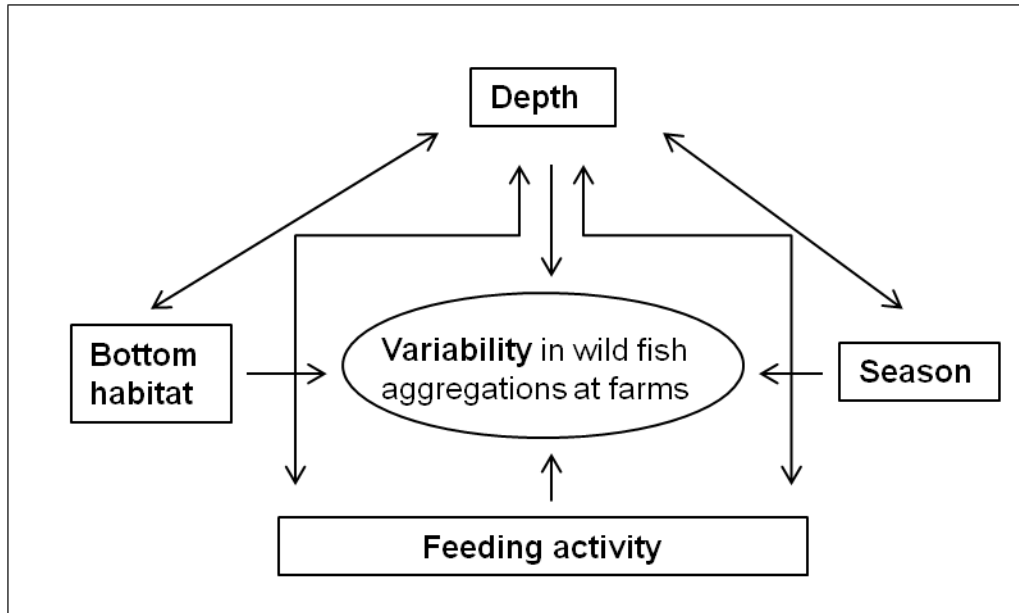 Depth
Bottom
habitat
Variability in wild fish
aggregations at farms
Season
Feeding activity